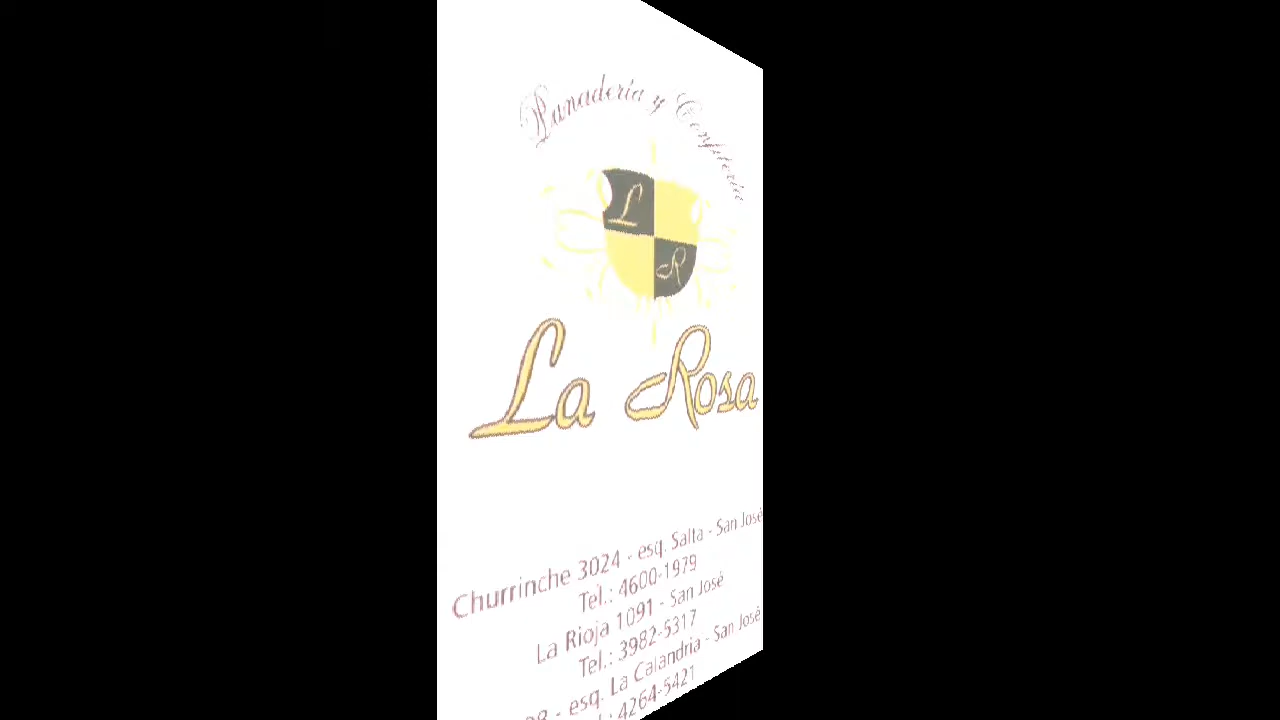 Panadería y Confitería
L
R
La Rosa
Churrinche 3024 - esq. Salta - San José
Tel.: 4600-1979
La Rioja 1091 - San José
Tel.: 3982-5317
- esq. La Calandria - San José
4264-5421